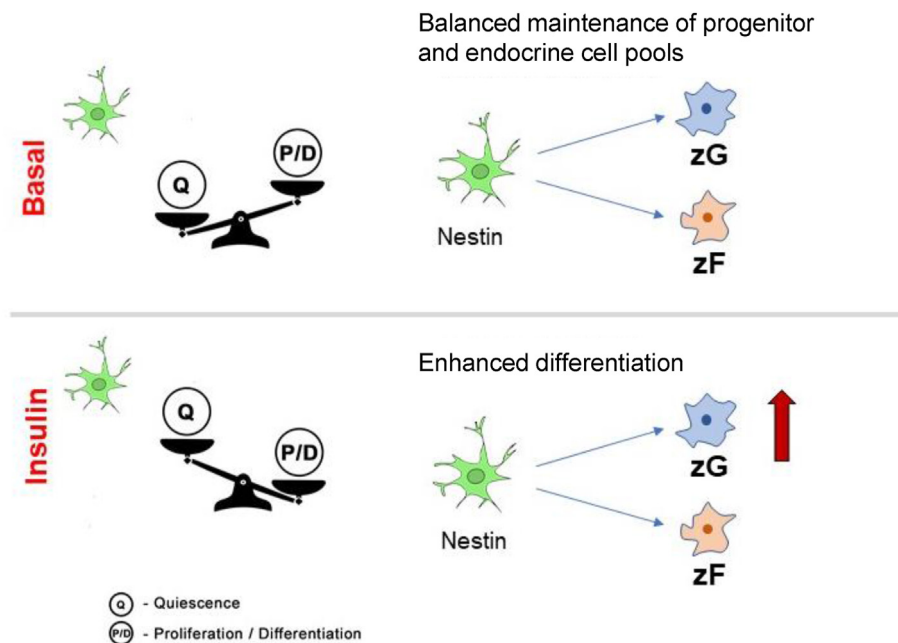 Balanced maintenance of progenitor
and endocrine cell pools
Basal
Q
P/D
Nestin
zG
zF
Enhanced differentiation
Insulin
Q
P/D
Nestin
zG
zF
Q - Quiescence
P/D - Proliferation / Differentiation